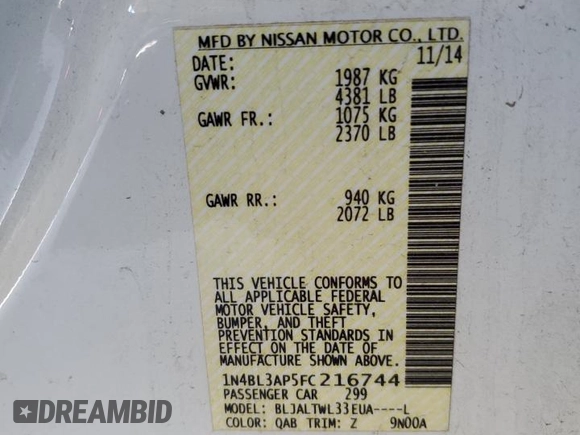 MFD BY NISSAN MOTOR CO., LTD.
DATE: 11/14
GVWR: 1987 KG
4381 LB
GAWR FR.: 1075 KG
2370 LB
GAWR RR.: 940 KG
2072 LB
THIS VEHICLE CONFORMS TO
ALL APPLICABLE FEDERAL
MOTOR VEHICLE SAFETY,
BUMPER, AND THEFT
PREVENTION STANDARDS IN
EFFECT ON THE DATE OF
MANUFACTURE SHOWN ABOVE.
1N4BL3AP5FC216744
PASSENGER CAR 299
MODEL: BLJALTWL33EUA----L
COLOR: QAB TRIM: Z 9N00A
EPICVIN